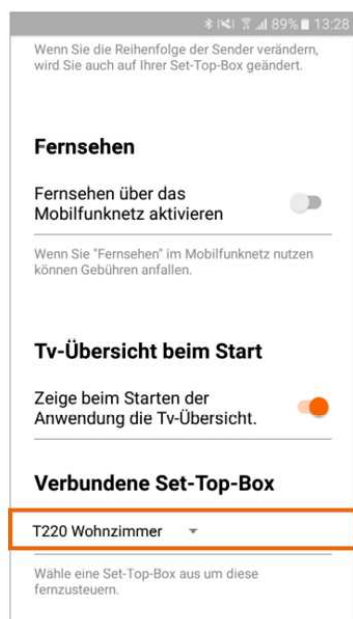 89% 13:28
Wenn Sie die Reihenfolge der Sender verändern,
wird Sie auch auf Ihrer Set-Top-Box geändert.
Fernsehen
Fernsehen über das
Mobilfunknetz aktivieren
Wenn Sie "Fernsehen" im Mobilfunknetz nutzen
können Gebühren anfallen.
Tv-Übersicht beim Start
Zeige beim Starten der
Anwendung die Tv-Übersicht.
Verbundene Set-Top-Box
T220 Wohnzimmer
Wähle eine Set-Top-Box aus um diese
fernzusteuern.